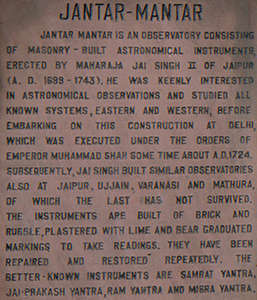 JANTAR-MANTAR
JANTAR MANTAR IS AN OBSERVATORY CONSISTING
OF MASONRY - BUILT ASTRONOMICAL INSTRUMENTS,
ERECTED BY MAHARAJA JAI SINGH II OF JAIPUR
(A. D. 1699 - 1743). HE WAS KEENLY INTERESTED
IN ASTRONOMICAL OBSERVATIONS AND STUDIED ALL
KNOWN SYSTEMS, EASTERN AND WESTERN, BEFORE
EMBARKING ON THIS CONSTRUCTION AT DELHI,
WHICH WAS EXECUTED UNDER THE ORDERS OF
EMPEROR MUHAMMAD SHAH SOME TIME ABOUT A.D.1724.
SUBSEQUENTLY, JAI SINGH BUILT SIMILAR OBSERVATORIES
ALSO AT JAIPUR, UJJAIN, VARANASI AND MATHURA,
OF WHICH THE LAST HAS NOT SURVIVED.
THE INSTRUMENTS ARE BUILT OF BRICK AND
RUBBLE, PLASTERED WITH LIME AND BEAR GRADUATED
MARKINGS TO TAKE READINGS. THEY HAVE BEEN
REPAIRED AND RESTORED REPEATEDLY. THE
BETTER-KNOWN INSTRUMENTS ARE SAMRAT YANTRA,
JAI-PRAKASH YANTRA, RAM YANTRA AND MISRA YANTRA.